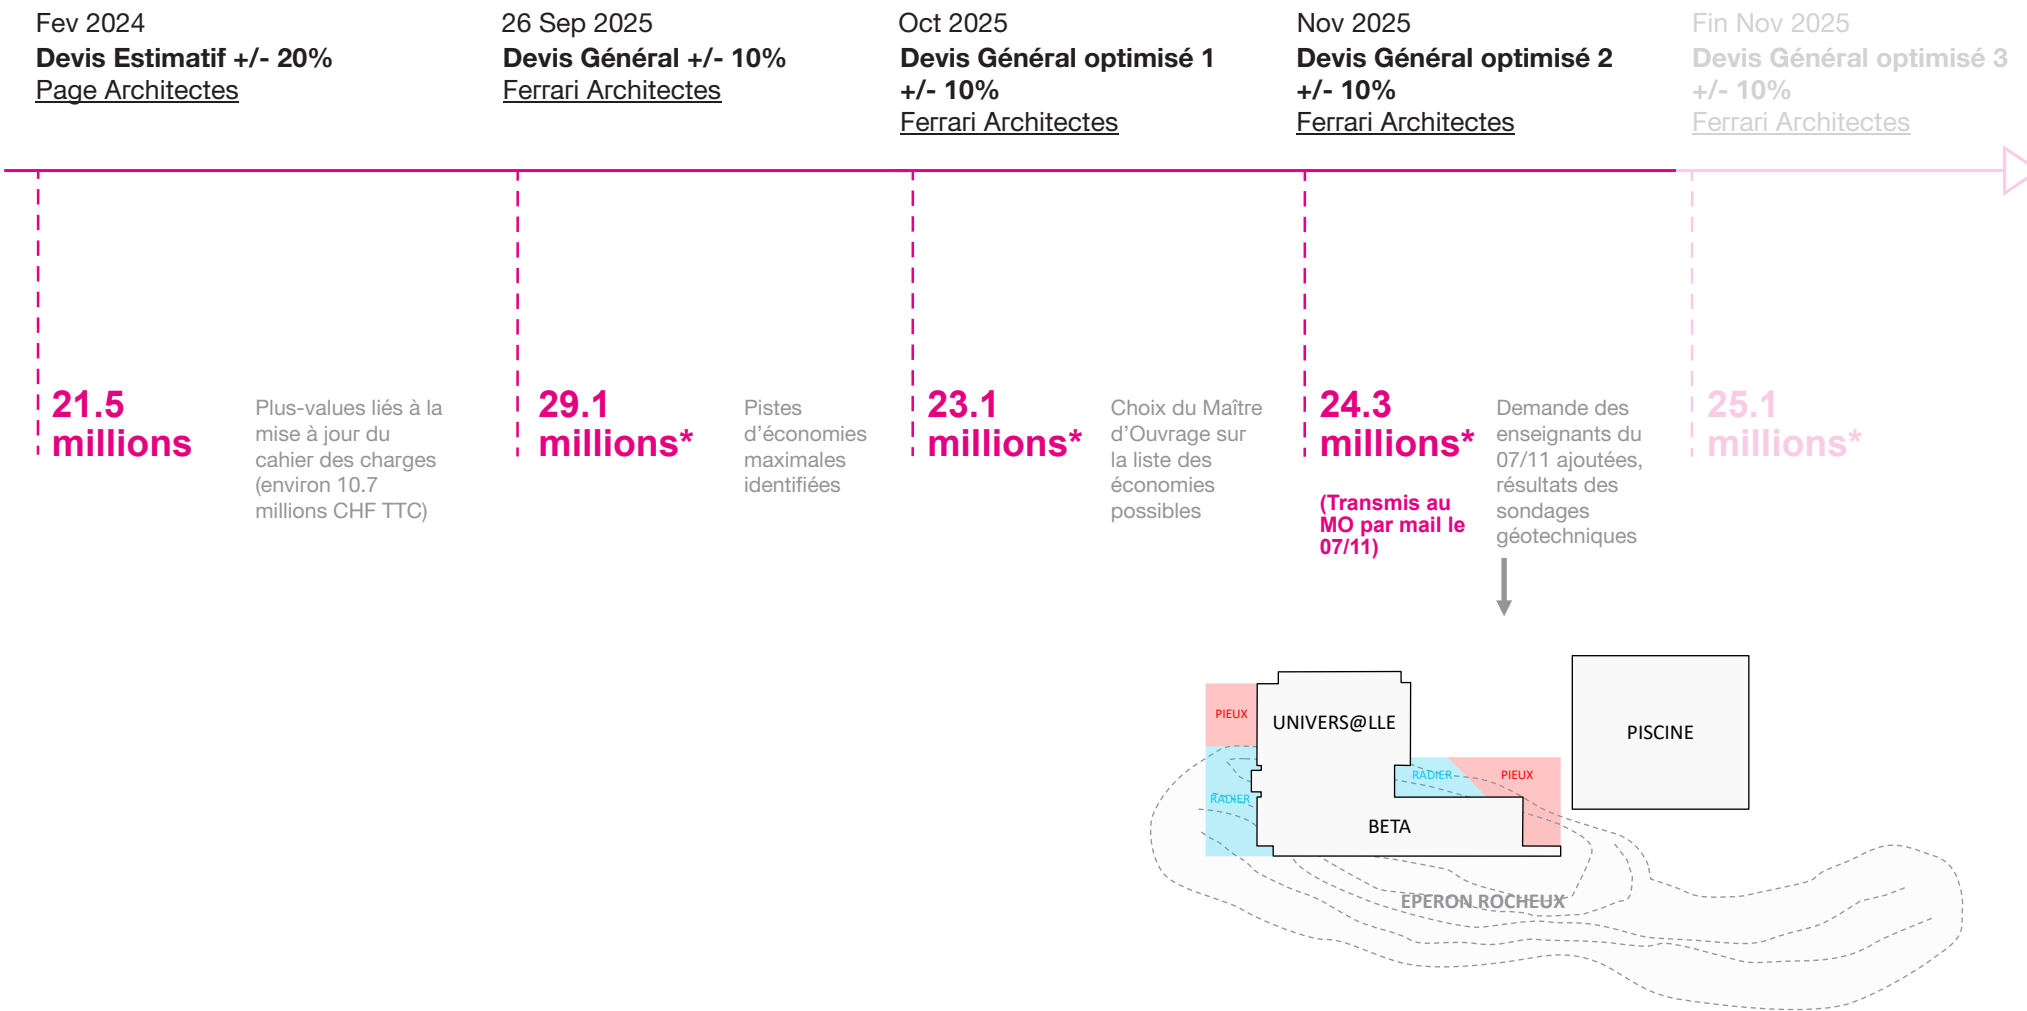 Fev 2024
Devis Estimatif +/- 20%
Page Architectes
26 Sep 2025
Devis Général +/- 10%
Ferrari Architectes
Oct 2025
Devis Général optimisé 1
+/- 10%
Ferrari Architectes
Nov 2025
Devis Général optimisé 2
+/- 10%
Ferrari Architectes
Fin Nov 2025
Devis Général optimisé 3
+/- 10%
Ferrari Architectes
21.5
millions
Plus-values liés à la
mise à jour du
cahier des charges
(environ 10.7
millions CHF TTC)
29.1
millions*
Pistes
d'économies
maximales
identifiées
23.1
millions*
Choix du Maître
d'Ouvrage sur
la liste des
économies
possibles
24.3
millions*
(Transmis au
MO par mail le
07/11)
Demande des
enseignants du
07/11 ajoutées,
résultats des
sondages
géotechniques
25.1
millions*
PIEUX
UNIVERS@LLE
PISCINE
RADIER
PIEUX
RADIER
BETA
EPERON ROCHEUX